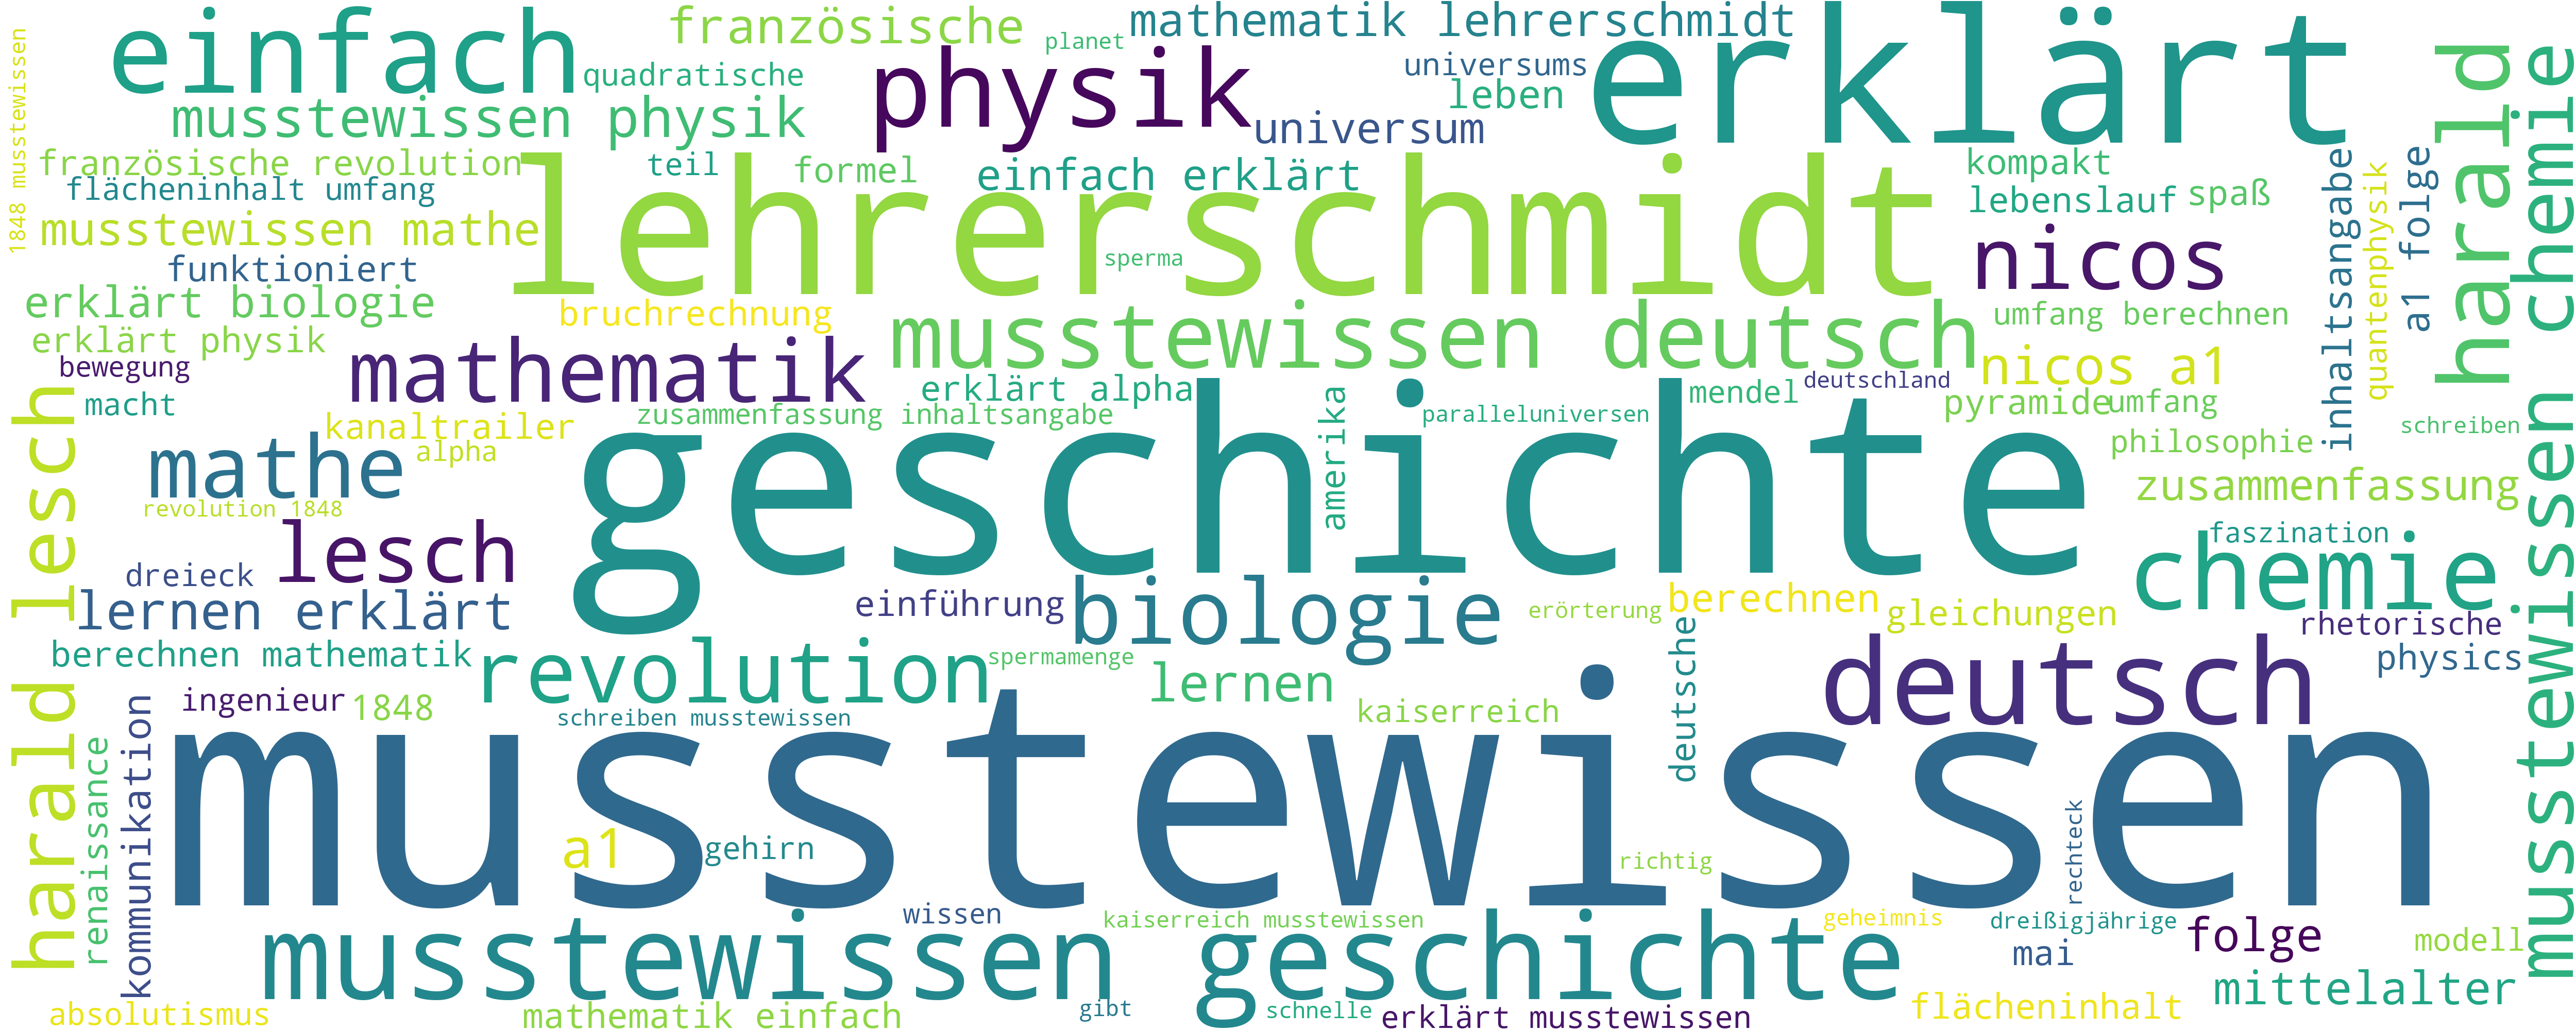 einfach
französische
mathematik lehrerschmidt
erklärt
planet
quadratische
physik
universums
leben
musstewissen physik
universum
harald
musstewissen chemie
1848 musstewissen
französische revolution
teil
formel
einfach erklärt
kompakt
flächeninhalt umfang
lehrerschmidt
lebenslauf
spaß
inhaltsangabe
quantenphysik
a1 folge
musstewissen mathe
sperma
nicos
funktioniert
erklärt biologie
bruchrechnung
musstewissen deutsch
umfang berechnen
erklärt physik
mathematik
nicos a1
bewegung
erklärt alpha
mendel
deutschland
macht
zusammenfassung inhaltsangabe
amerika
paralleluniversen
pyramide
umfang
kanaltrailer
geschichte
schreiben
mathe
alpha
philosophie
harald lesch
zusammenfassung
revolution 1848
lesch
faszination
chemie
dreieck
lernen erklärt
einführung
biologie
erörterung
berechnen
gleichungen
rhetorische
berechnen mathematik
revolution
spermamenge
lernen
deutsche
deutsch
physics
ingenieur
1848
schreiben musstewissen
kaiserreich
renaissance
kommunikation
musstewissen
a1
gehirn
richtig
rechteck
wissen
kaiserreich musstewissen
geheimnis
dreißigjährige
folge
modell
musstewissen geschichte
mai
mittelalter
absolutismus
mathematik einfach
gibt
schnelle
erklärt musstewissen
flächeninhalt